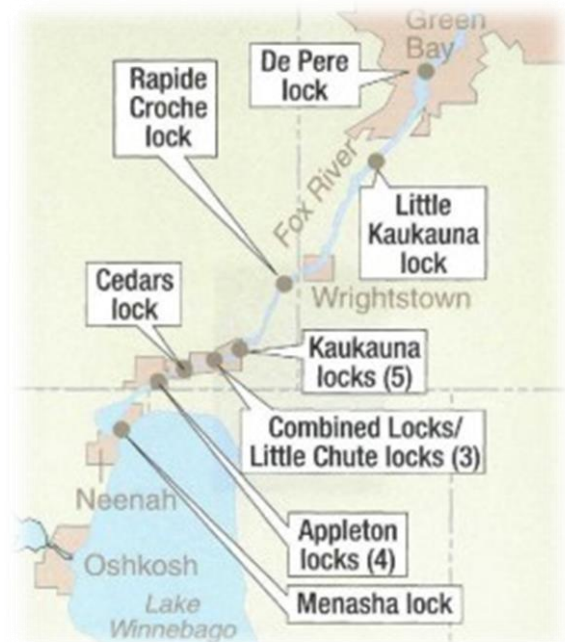 Green
Bay
De Pere
lock
Rapide
Croche
lock
Fox River
Little
Kaukauna
lock
Wrightstown
Cedars
lock
Kaukauna
locks (5)
Combined Locks/
Little Chute locks (3)
Neenah
Appleton
locks (4)
Oshkosh
Menasha lock
Lake
Winnebago